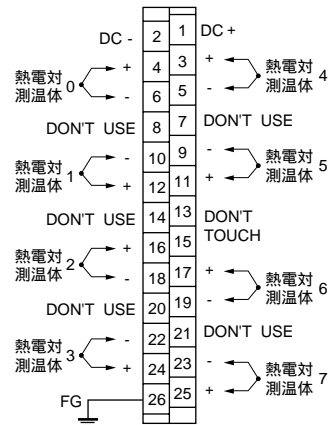 DC - 2 1 DC +
+ 4 3 +
熱電対 0 熱電対 4
測温体 測温体
- 6 5 -
DON'T USE 8 7 DON'T USE
- 10 9 -
熱電対 1 熱電対 5
測温体 測温体
+ 12 11 +
DON'T USE 14 13 DON'T
TOUCH
+ 16 15
熱電対 2
測温体
- 18 17 +
熱電対 6
測温体
DON'T USE 20 19 -
- 22 21 DON'T USE
熱電対 3
測温体
+ 24 23 -
熱電対 7
測温体
FG 26 25 +